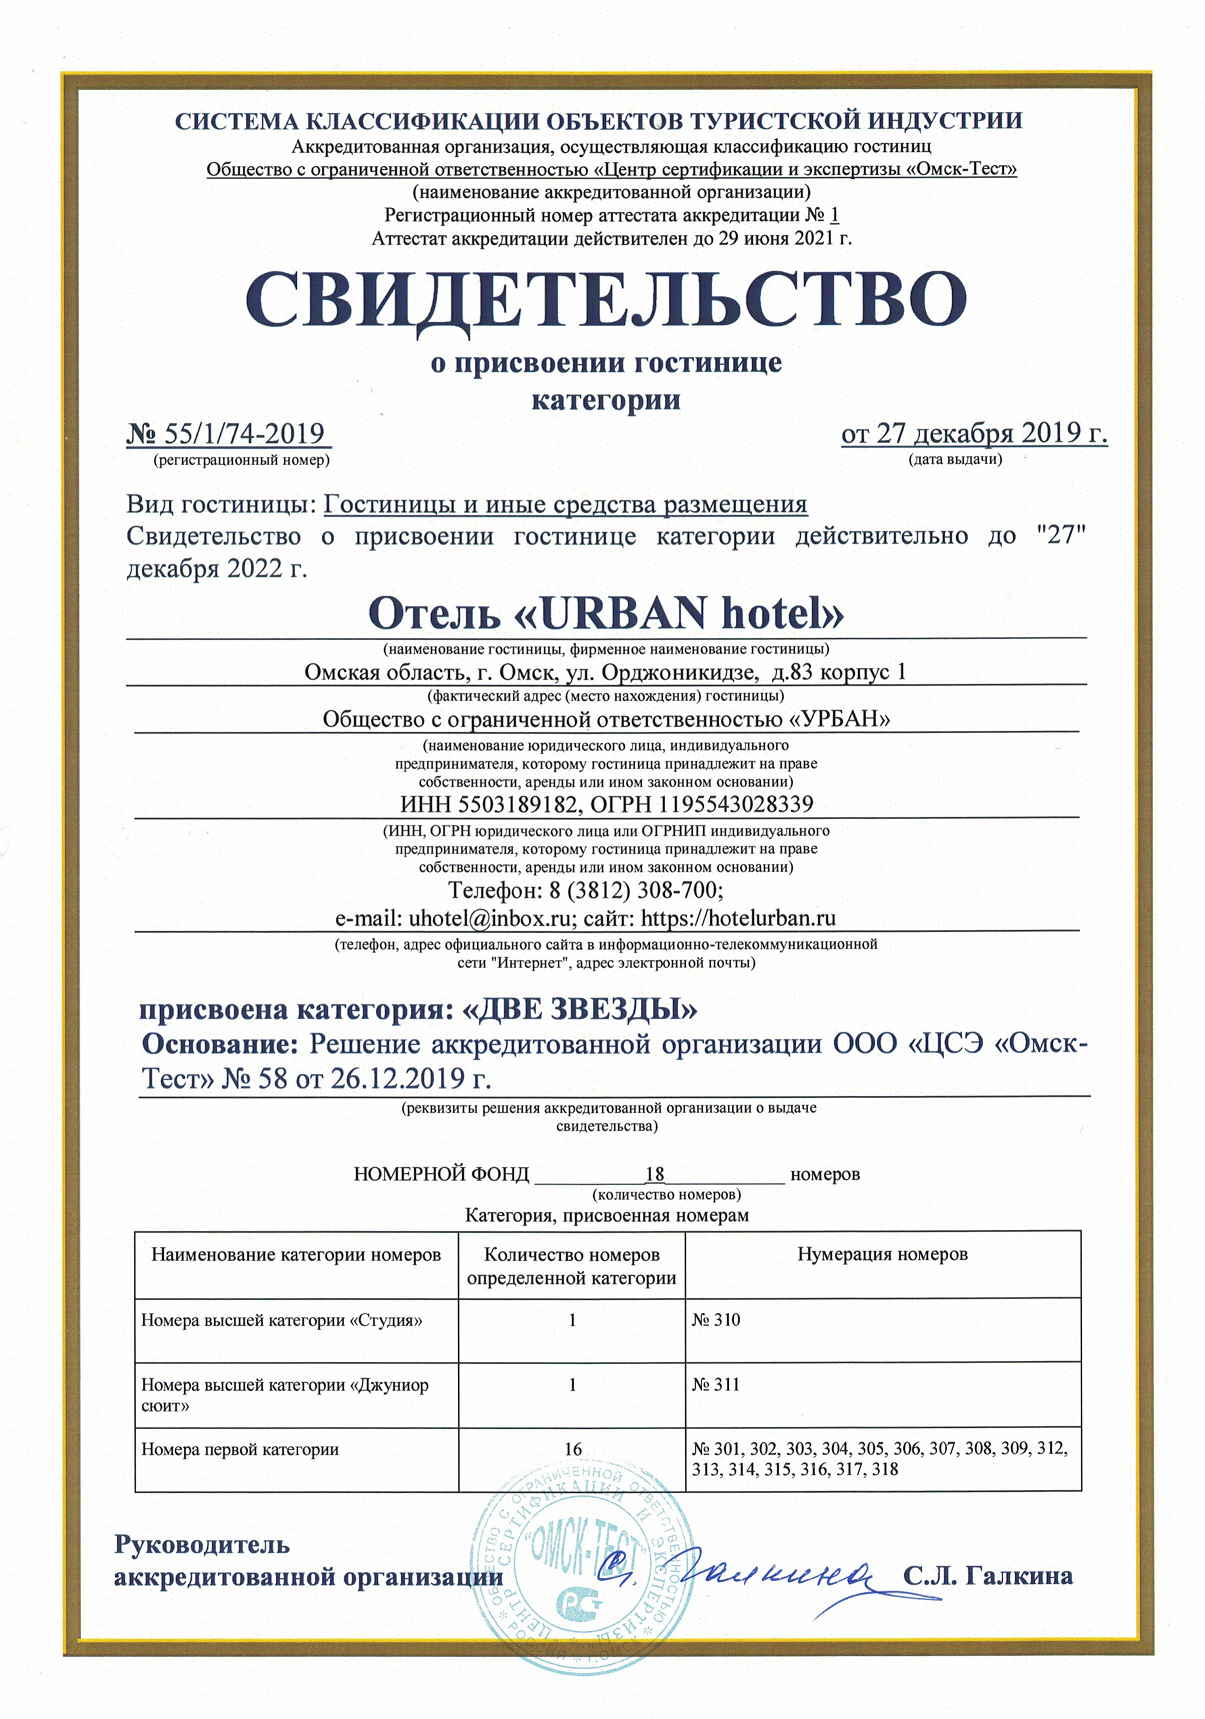 СИСТЕМА КЛАССИФИКАЦИИ ОБЪЕКТОВ ТУРИСТСКОЙ ИНДУСТРИИ
Аккредитованная организация, осуществляющая классификацию гостиниц
Общество с ограниченной ответственностью «Центр сертификации и экспертизы «Омск-Тест»
(наименование аккредитованной организации)
Регистрационный номер аттестата аккредитации № 1
Аттестат аккредитации действителен до 29 июня 2021 г.
СВИДЕТЕЛЬСТВО
о присвоении гостинице
категории
№ 55/1/74-2019 от 27 декабря 2019 г.
(регистрационный номер) (дата выдачи)
Вид гостиницы: Гостиницы и иные средства размещения
Свидетельство о присвоении гостинице категории действительно до "27"
декабря 2022 г.
Отель «URBAN hotel»
(наименование гостиницы, фирменное наименование гостиницы)
Омская область, г. Омск, ул. Орджоникидзе, д.83 корпус 1
(фактический адрес (место нахождения) гостиницы)
Общество с ограниченной ответственностью «УРБАН»
(наименование юридического лица, индивидуального
предпринимателя, которому гостиница принадлежит на праве
собственности, аренды или ином законном основании)
ИНН 5503189182, ОГРН 1195543028339
(ИНН, ОГРН юридического лица или ОГРНИП индивидуального
предпринимателя, которому гостиница принадлежит на праве
собственности, аренды или ином законном основании)
Телефон: 8 (3812) 308-700;
e-mail: uhotel@inbox.ru; сайт: https://hotelurban.ru
(телефон, адрес официального сайта в информационно-телекоммуникационной
сети "Интернет", адрес электронной почты)
присвоена категория: «ДВЕ ЗВЕЗДЫ»
Основание: Решение аккредитованной организации ООО «ЦСЭ «Омск-
Тест» № 58 от 26.12.2019 г.
(реквизиты решения аккредитованной организации о выдаче
свидетельства)
НОМЕРНОЙ ФОНД 18 номеров
(количество номеров)
Категория, присвоенная номерам
Наименование категории номеров
Количество номеров
определенной категории
Нумерация номеров
Номера высшей категории «Студия» 1 № 310
Номера высшей категории «Джуниор
сюит»
1 № 311
Номера первой категории 16 № 301, 302, 303, 304, 305, 306, 307, 308, 309, 312,
313, 314, 315, 316, 317, 318
ОБЩЕСТВО С ОГРАНИЧЕННОЙ ОТВЕТСТВЕННОСТЬЮ * РОССИЯ * Г. ОМСК *
ЦЕНТР СЕРТИФИКАЦИИ И ЭКСПЕРТИЗЫ
"ОМСК-ТЕСТ"
РСТ
Руководитель
аккредитованной организации С. Галкина С.Л. Галкина